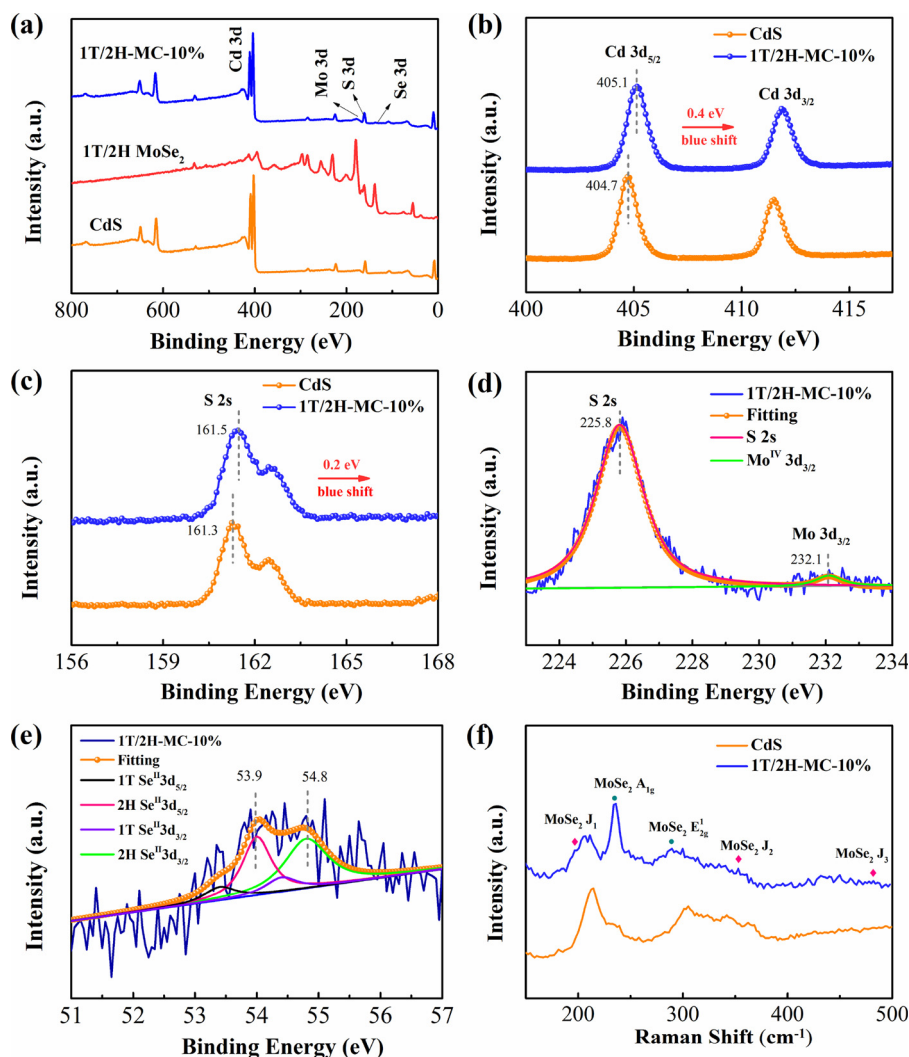 (a)
1T/2H-MC-10%
Cd 3d
Mo 3d
S 3d
Se 3d
1T/2H MoSe2
CdS
Intensity (a.u.)
800 600 400 200 0
Binding Energy (eV)
(b)
CdS
1T/2H-MC-10%
Cd 3d5/2
405.1
Cd 3d3/2
0.4 eV
blue shift
404.7
Intensity (a.u.)
400 405 410 415
Binding Energy (eV)
(c)
CdS
1T/2H-MC-10%
S 2s
161.5
0.2 eV
blue shift
161.3
Intensity (a.u.)
156 159 162 165 168
Binding Energy (eV)
(d)
1T/2H-MC-10%
Fitting
S 2s
MoIV 3d3/2
S 2s
225.8
Mo 3d3/2
232.1
Intensity (a.u.)
224 226 228 230 232 234
Binding Energy (eV)
(e)
1T/2H-MC-10%
Fitting
1T SeII3d5/2
2H SeII3d5/2
1T SeII3d3/2
2H SeII3d3/2
53.9
54.8
Intensity (a.u.)
51 52 53 54 55 56 57
Binding Energy (eV)
(f)
CdS
1T/2H-MC-10%
MoSe2 A1g
MoSe2 J1
MoSe2 E12g
MoSe2 J2
MoSe2 J3
Intensity (a.u.)
200 300 400 500
Raman Shift (cm-1)